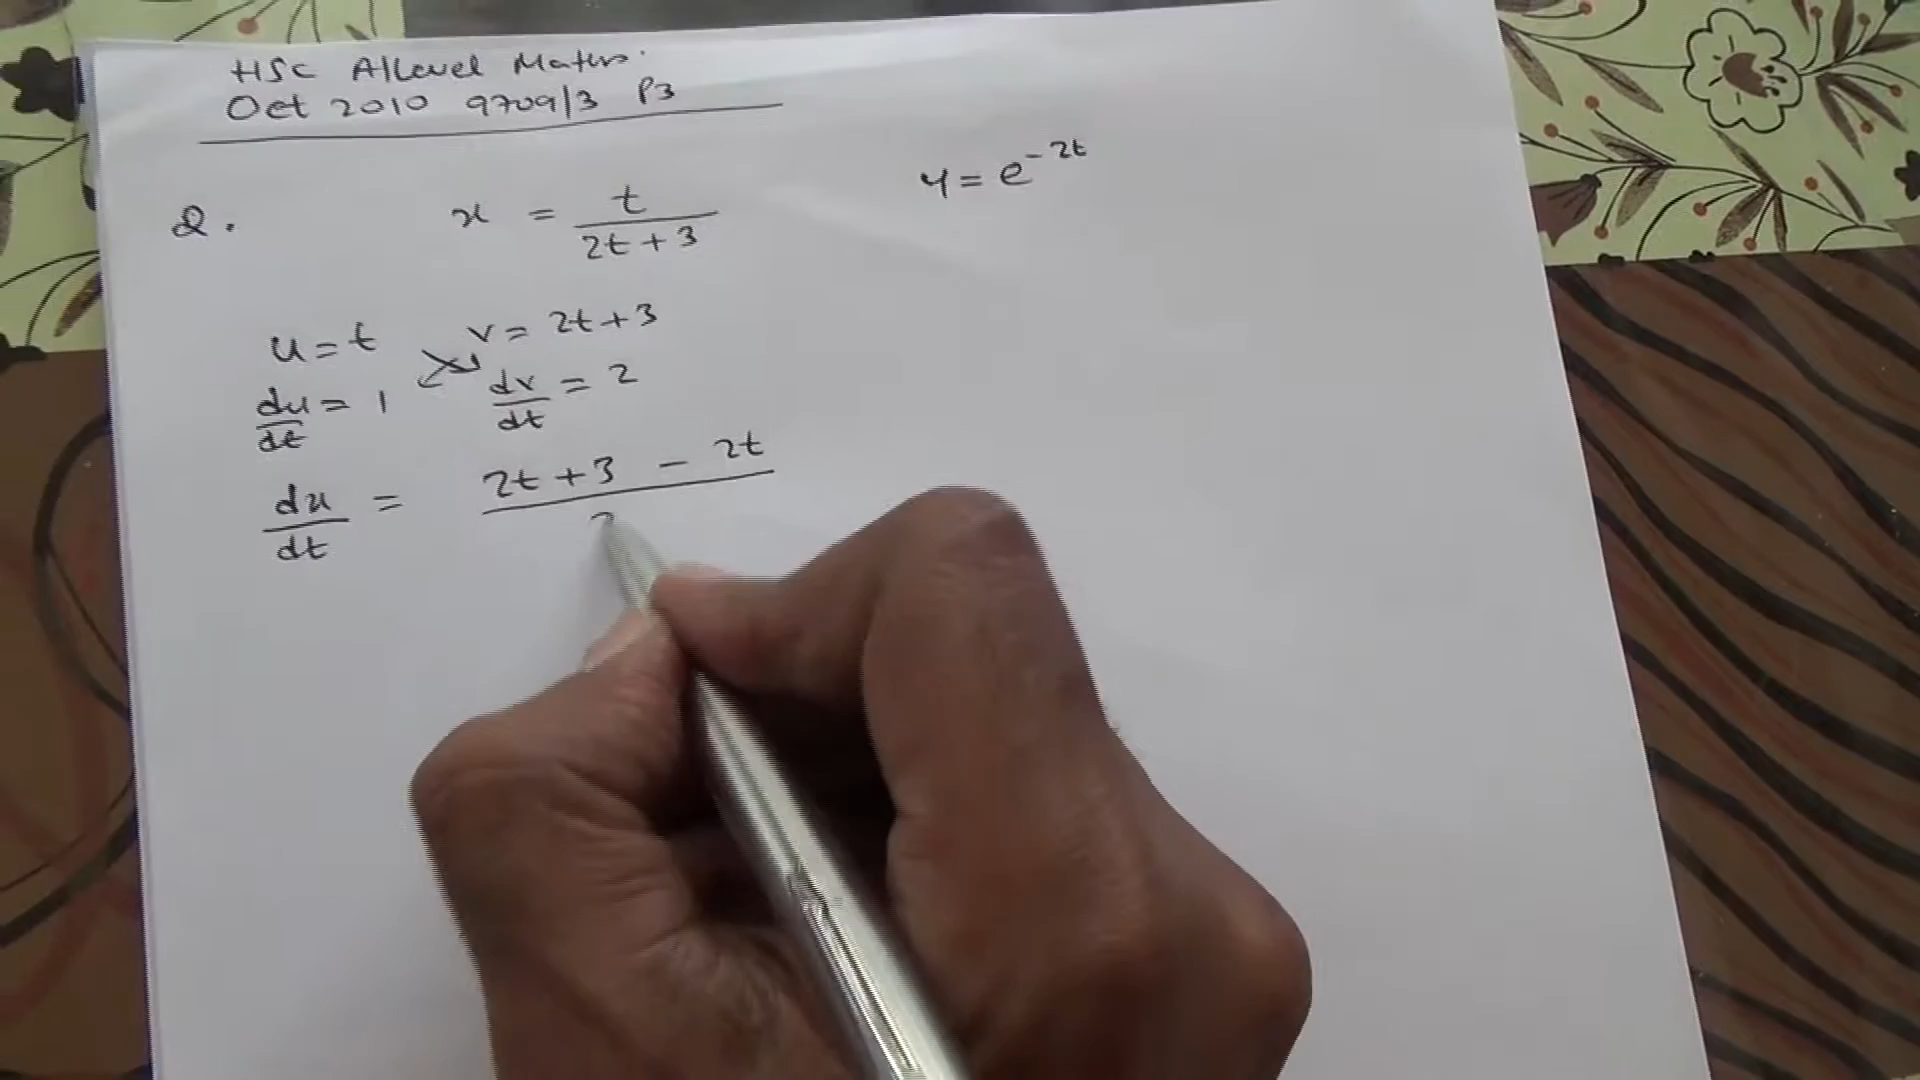 HSC A/Level Maths.
Oct 2010 9709/3 P3
Q. x = t/(2t + 3) y = e^(-2t)
u = t v = 2t + 3
du/dt = 1 dv/dt = 2
dx/dt = (2t + 3 - 2t)/